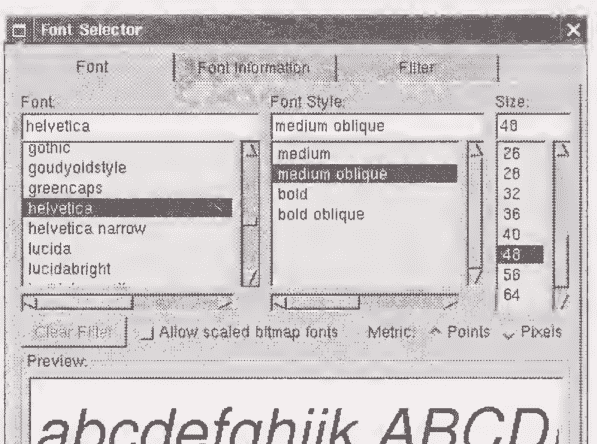 Font Selector
Font Font Information Filter
Font: Font Style: Size:
helvetica medium oblique 48
gothic medium 26
goudyoldstyle medium oblique 28
greencaps bold 32
helvetica bold oblique 36
helvetica narrow 40
lucida 48
lucidabright 56
64
Clear Filter Allow scaled bitmap fonts Metric: Points Pixels
Preview:
abcdefghijk ABCD